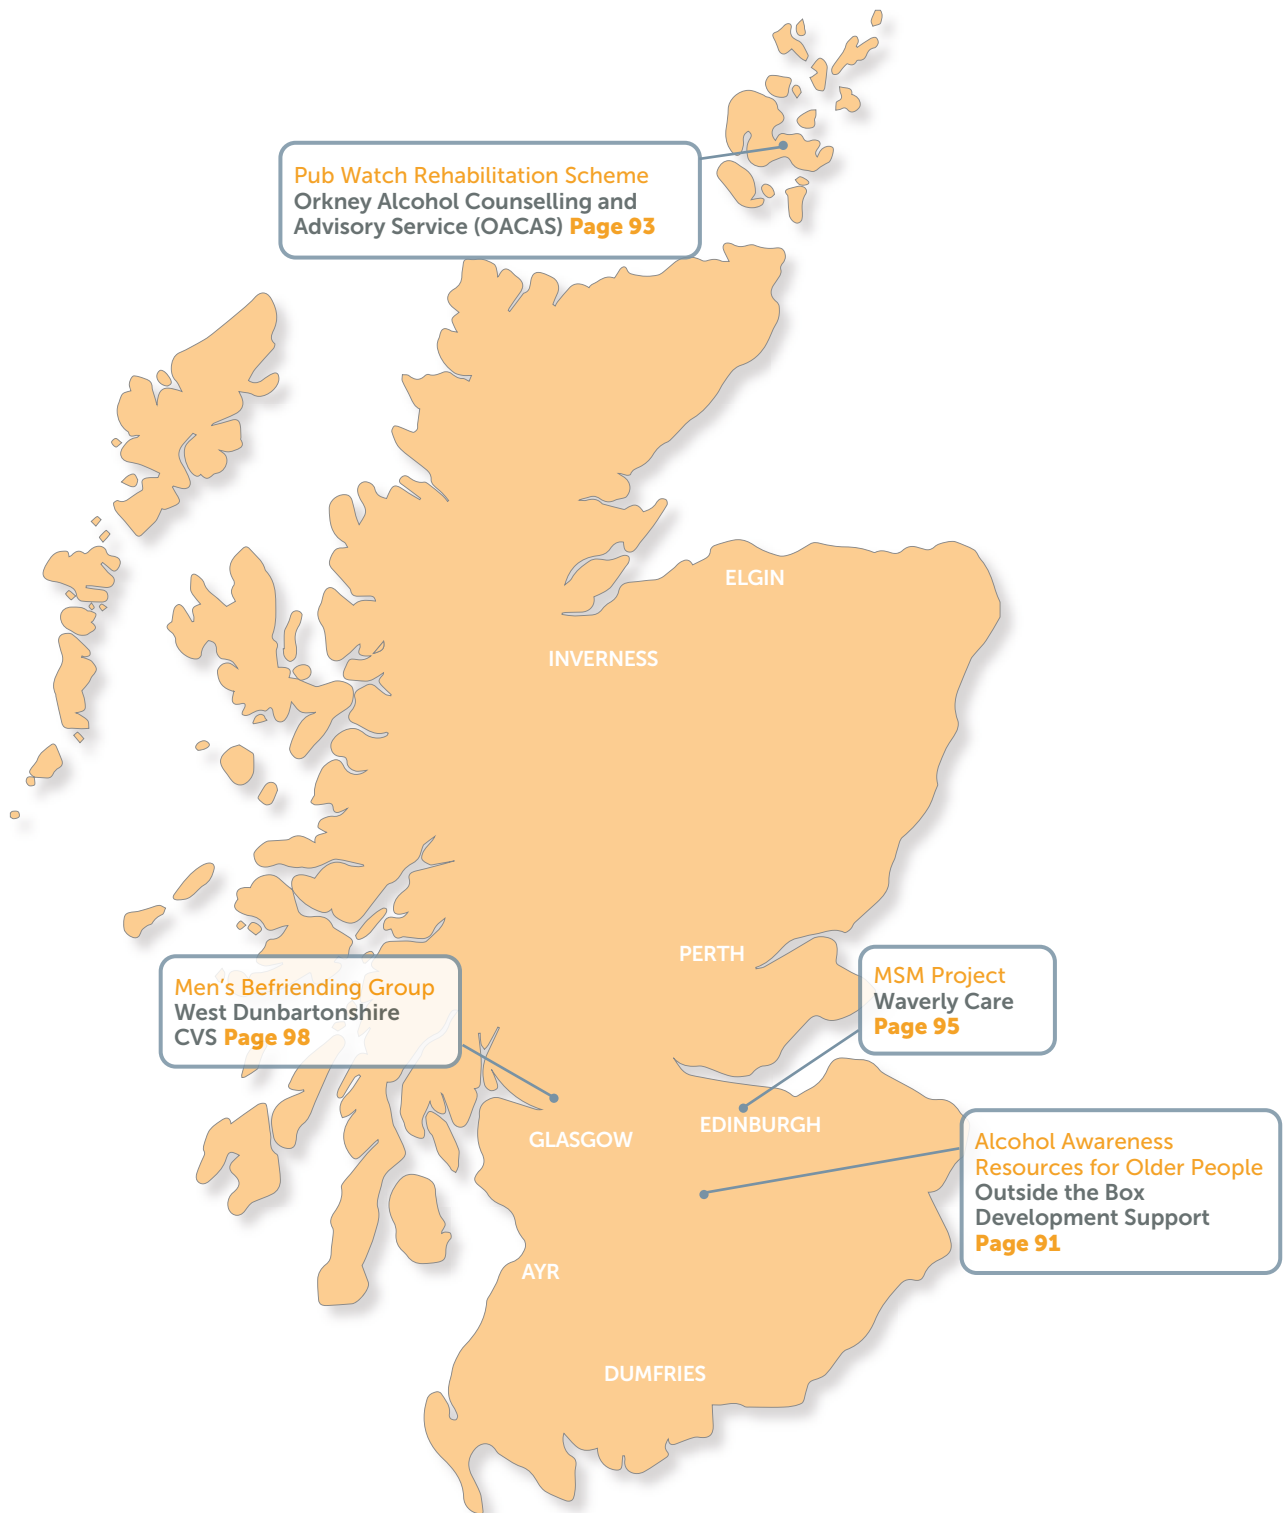 Pub Watch Rehabilitation Scheme
Orkney Alcohol Counselling and
Advisory Service (OACAS) Page 93
ELGIN
INVERNESS
PERTH
Men’s Befriending Group
West Dunbartonshire
CVS Page 98
MSM Project
Waverly Care
Page 95
GLASGOW
EDINBURGH
Alcohol Awareness
Resources for Older People
Outside the Box
Development Support
Page 91
AYR
DUMFRIES